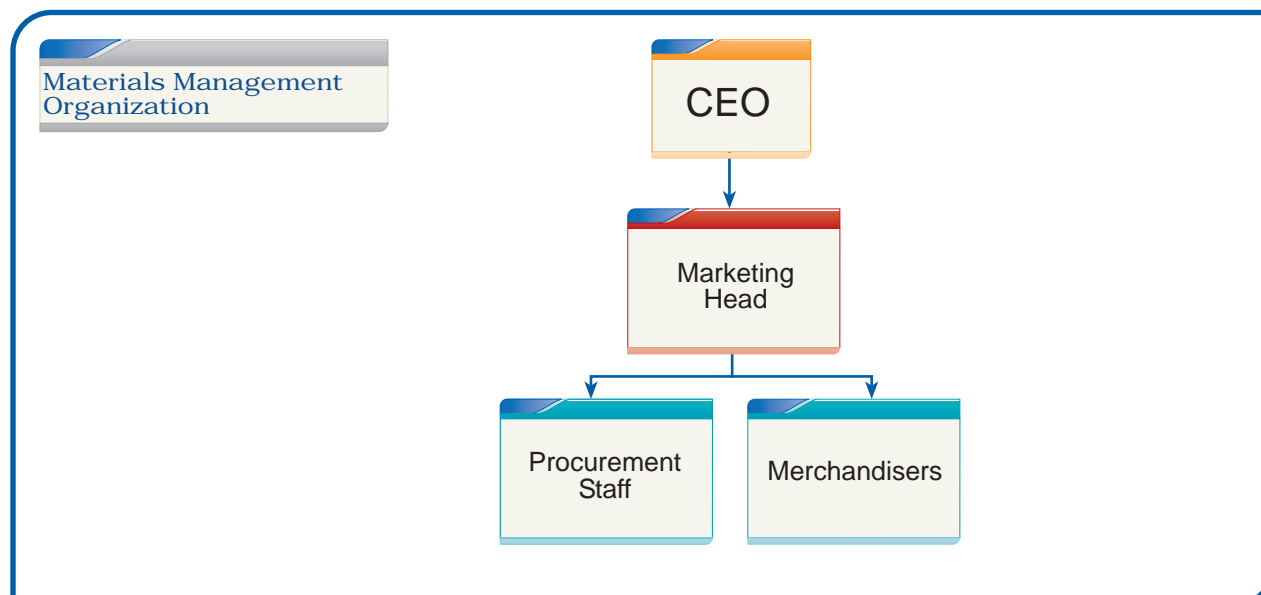 Materials Management
Organization
CEO
Marketing
Head
Procurement
Staff
Merchandisers